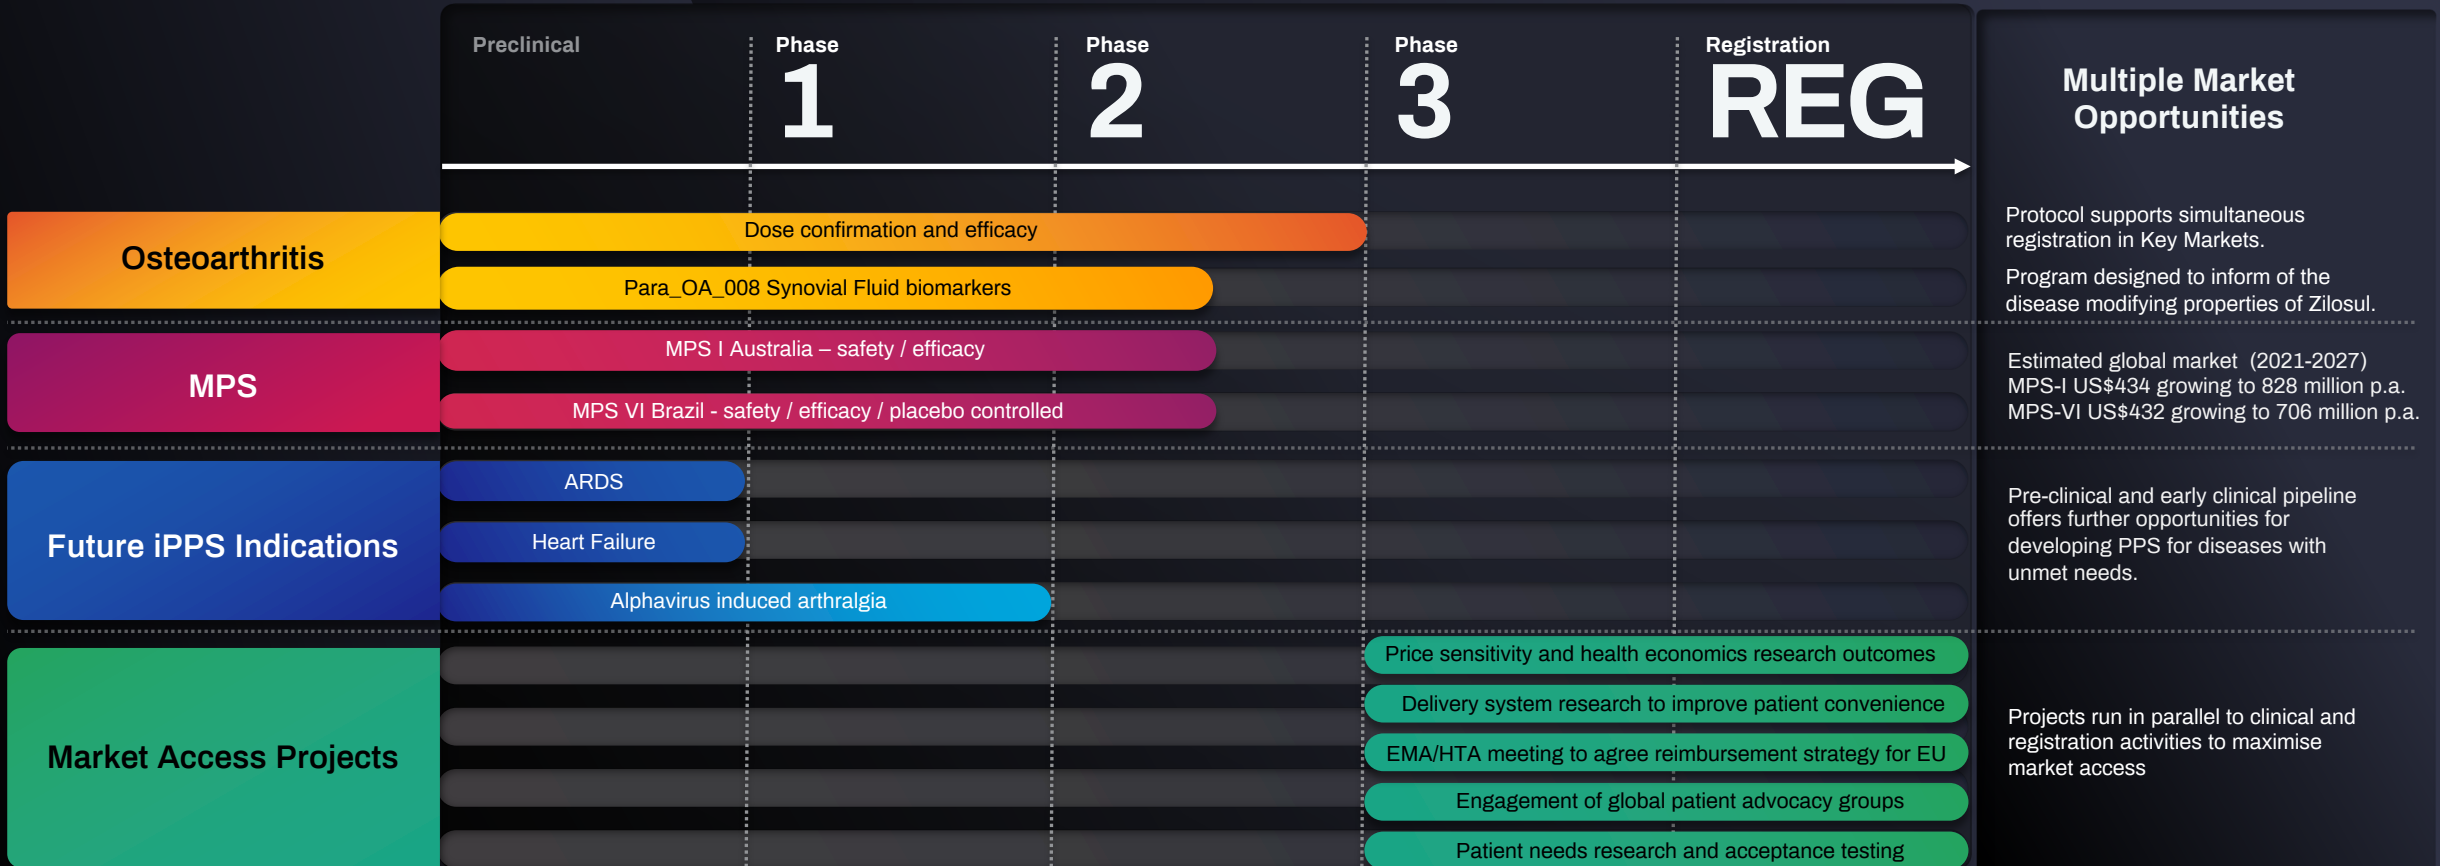 Preclinical
Phase
1
Phase
2
Phase
3
Registration
REG
Multiple Market
Opportunities
Osteoarthritis
Dose confirmation and efficacy
Para_OA_008 Synovial Fluid biomarkers
Protocol supports simultaneous
registration in Key Markets.
Program designed to inform of the
disease modifying properties of Zilosul.
MPS
MPS I Australia – safety / efficacy
MPS VI Brazil - safety / efficacy / placebo controlled
Estimated global market (2021-2027)
MPS-I US$434 growing to 828 million p.a.
MPS-VI US$432 growing to 706 million p.a.
Future iPPS Indications
ARDS
Heart Failure
Alphavirus induced arthralgia
Pre-clinical and early clinical pipeline
offers further opportunities for
developing PPS for diseases with
unmet needs.
Market Access Projects
Price sensitivity and health economics research outcomes
Delivery system research to improve patient convenience
EMA/HTA meeting to agree reimbursement strategy for EU
Engagement of global patient advocacy groups
Patient needs research and acceptance testing
Projects run in parallel to clinical and
registration activities to maximise
market access